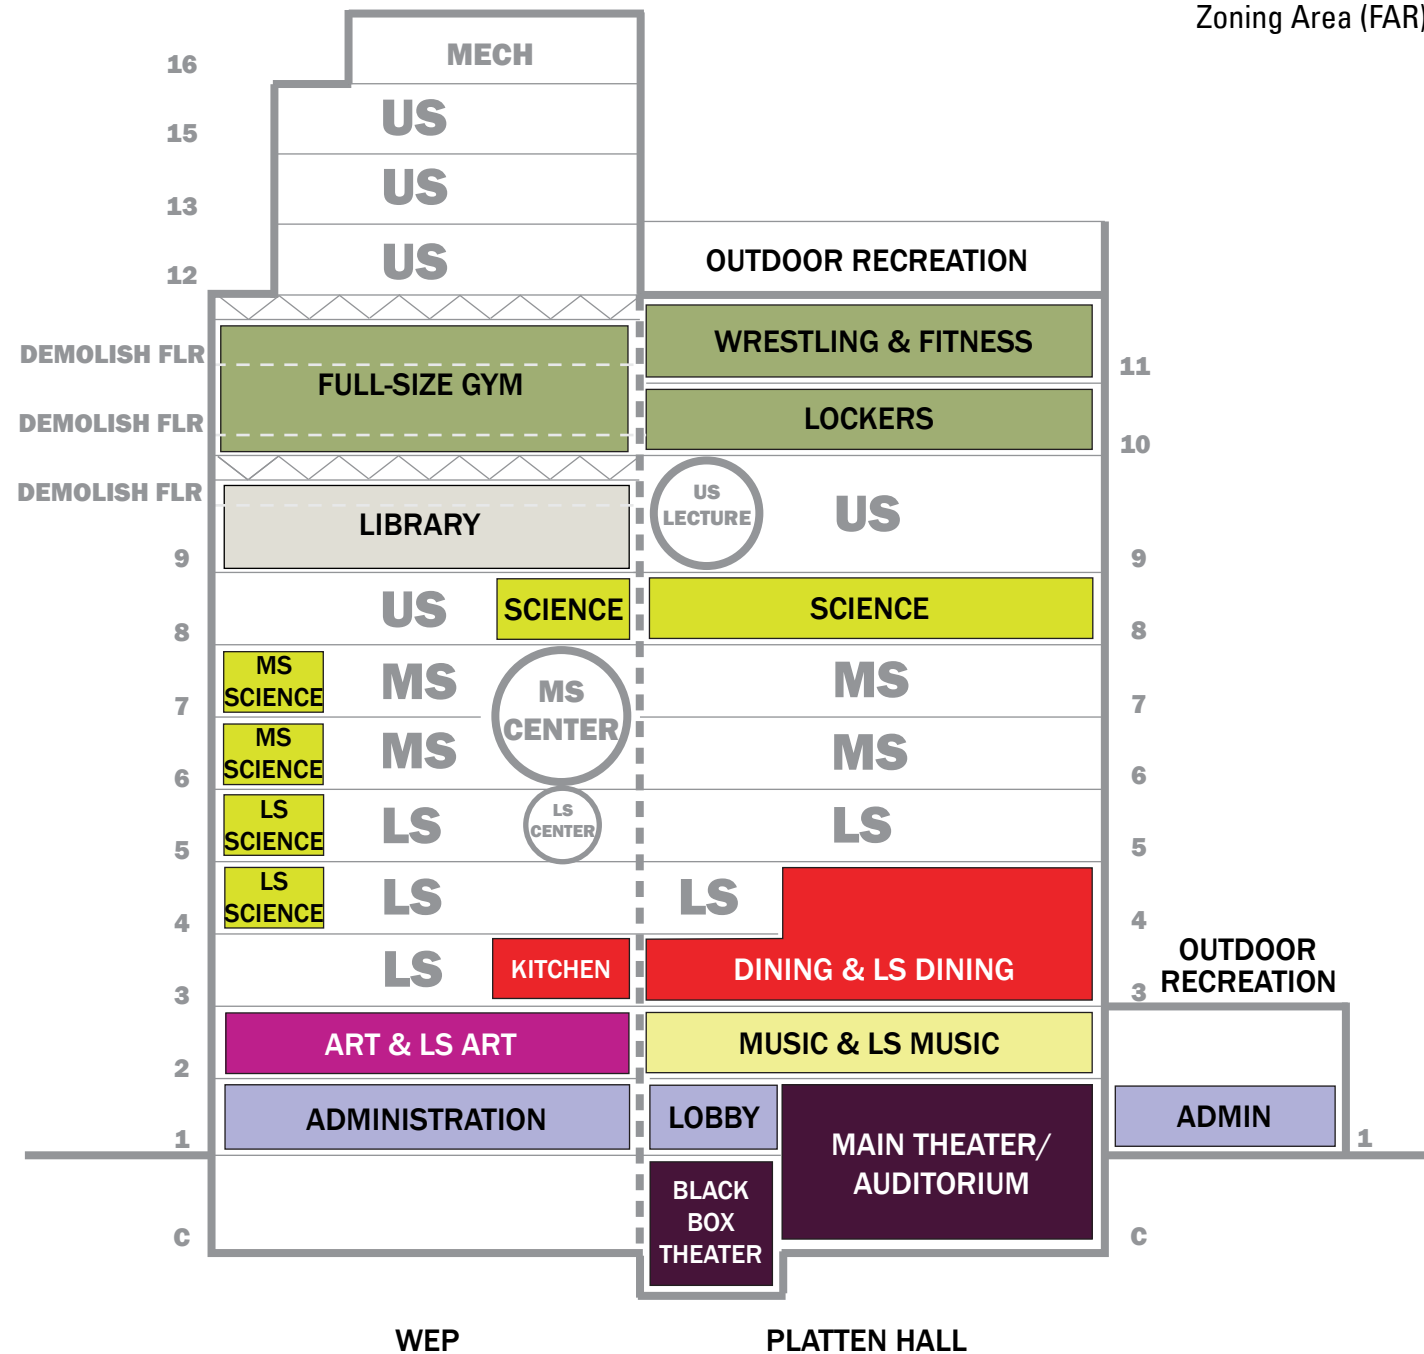 Zoning Area (FAR)
16
MECH
15
US
13
US
12
US
OUTDOOR RECREATION
DEMOLISH FLR
DEMOLISH FLR
FULL-SIZE GYM
WRESTLING & FITNESS
11
LOCKERS
10
DEMOLISH FLR
LIBRARY
9
US
LECTURE
US
9
8
US
SCIENCE
SCIENCE
8
7
MS
SCIENCE
MS
MS
CENTER
MS
7
6
MS
SCIENCE
MS
MS
6
5
LS
SCIENCE
LS
LS
CENTER
LS
5
4
LS
SCIENCE
LS
LS
4
3
LS
KITCHEN
DINING & LS DINING
3
OUTDOOR
RECREATION
2
ART & LS ART
MUSIC & LS MUSIC
1
ADMINISTRATION
LOBBY
MAIN THEATER/
AUDITORIUM
ADMIN
1
C
BLACK
BOX
THEATER
C
WEP
PLATTEN HALL